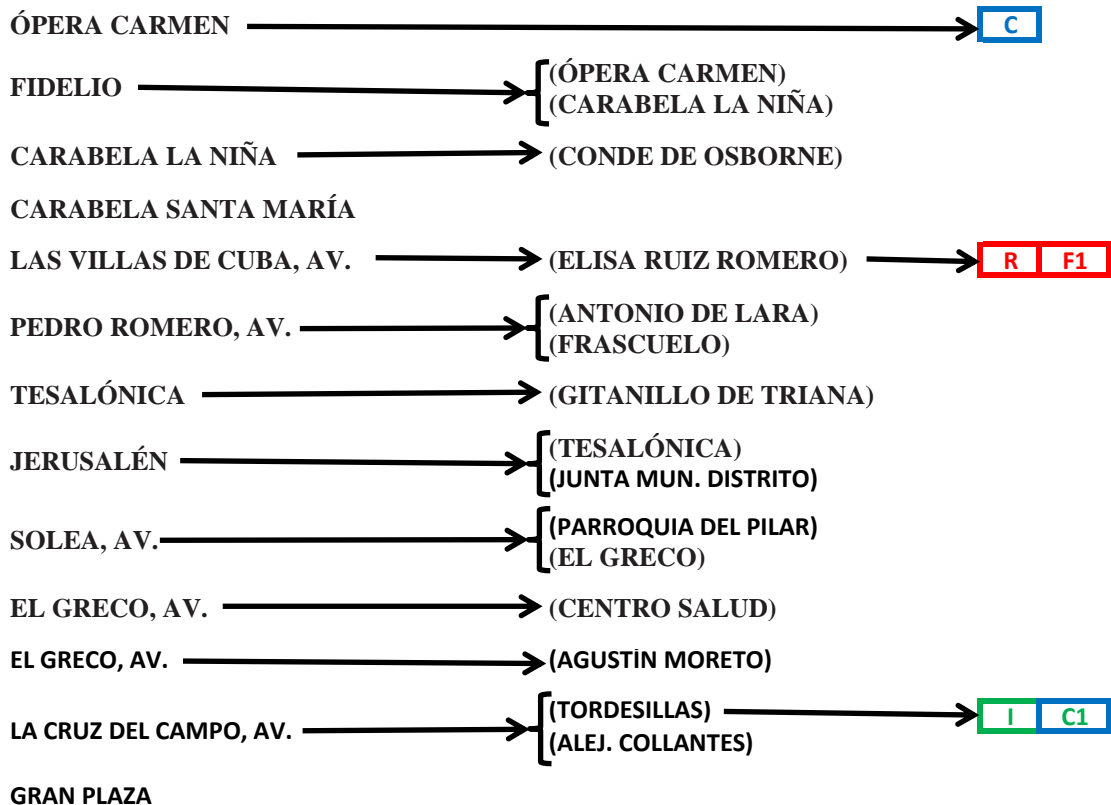 ÓPERA CARMEN C
FIDELIO (ÓPERA CARMEN)
(CARABELA LA NIÑA)
CARABELA LA NIÑA (CONDE DE OSBORNE)
CARABELA SANTA MARÍA
LAS VILLAS DE CUBA, AV. (ELISA RUIZ ROMERO) R F1
PEDRO ROMERO, AV. (ANTONIO DE LARA)
(FRASCUELO)
TESALÓNICA (GITANILLO DE TRIANA)
JERUSALÉN (TESALÓNICA)
(JUNTA MUN. DISTRITO)
SOLEA, AV. (PARROQUIA DEL PILAR)
(EL GRECO)
EL GRECO, AV. (CENTRO SALUD)
EL GRECO, AV. (AGUSTÍN MORETO)
LA CRUZ DEL CAMPO, AV. (TORDESILLAS) I C1
(ALEJ. COLLANTES)
GRAN PLAZA